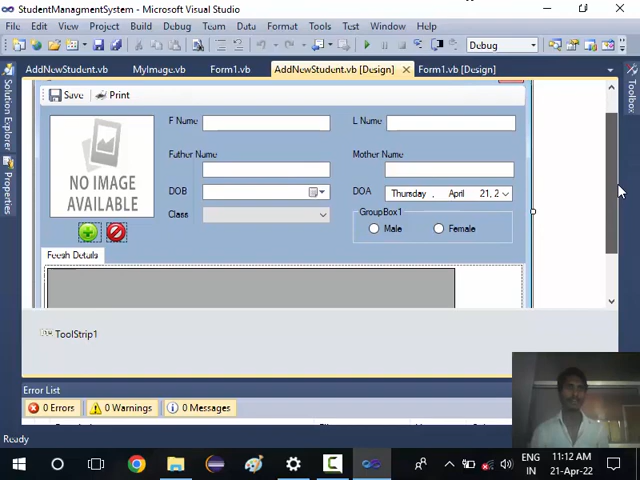 StudentManagmentSystem - Microsoft Visual Studio
File Edit View Project Build Debug Team Data Format Tools Test Window Help
Debug
AddNewStudent.vb MyImage.vb Form1.vb AddNewStudent.vb [Design] Form1.vb [Design]
Solution Explorer
Properties
Toolbox
Save Print
NO IMAGE
AVAILABLE
F Name
L Name
Father Name
Mother Name
DOB
DOA
Thursday , April 21, 2
Class
GroupBox1
Male
Female
Feesh Details
ToolStrip1
Error List
0 Errors 0 Warnings 0 Messages
Ready
ENG
IN
11:12 AM
21-Apr-22